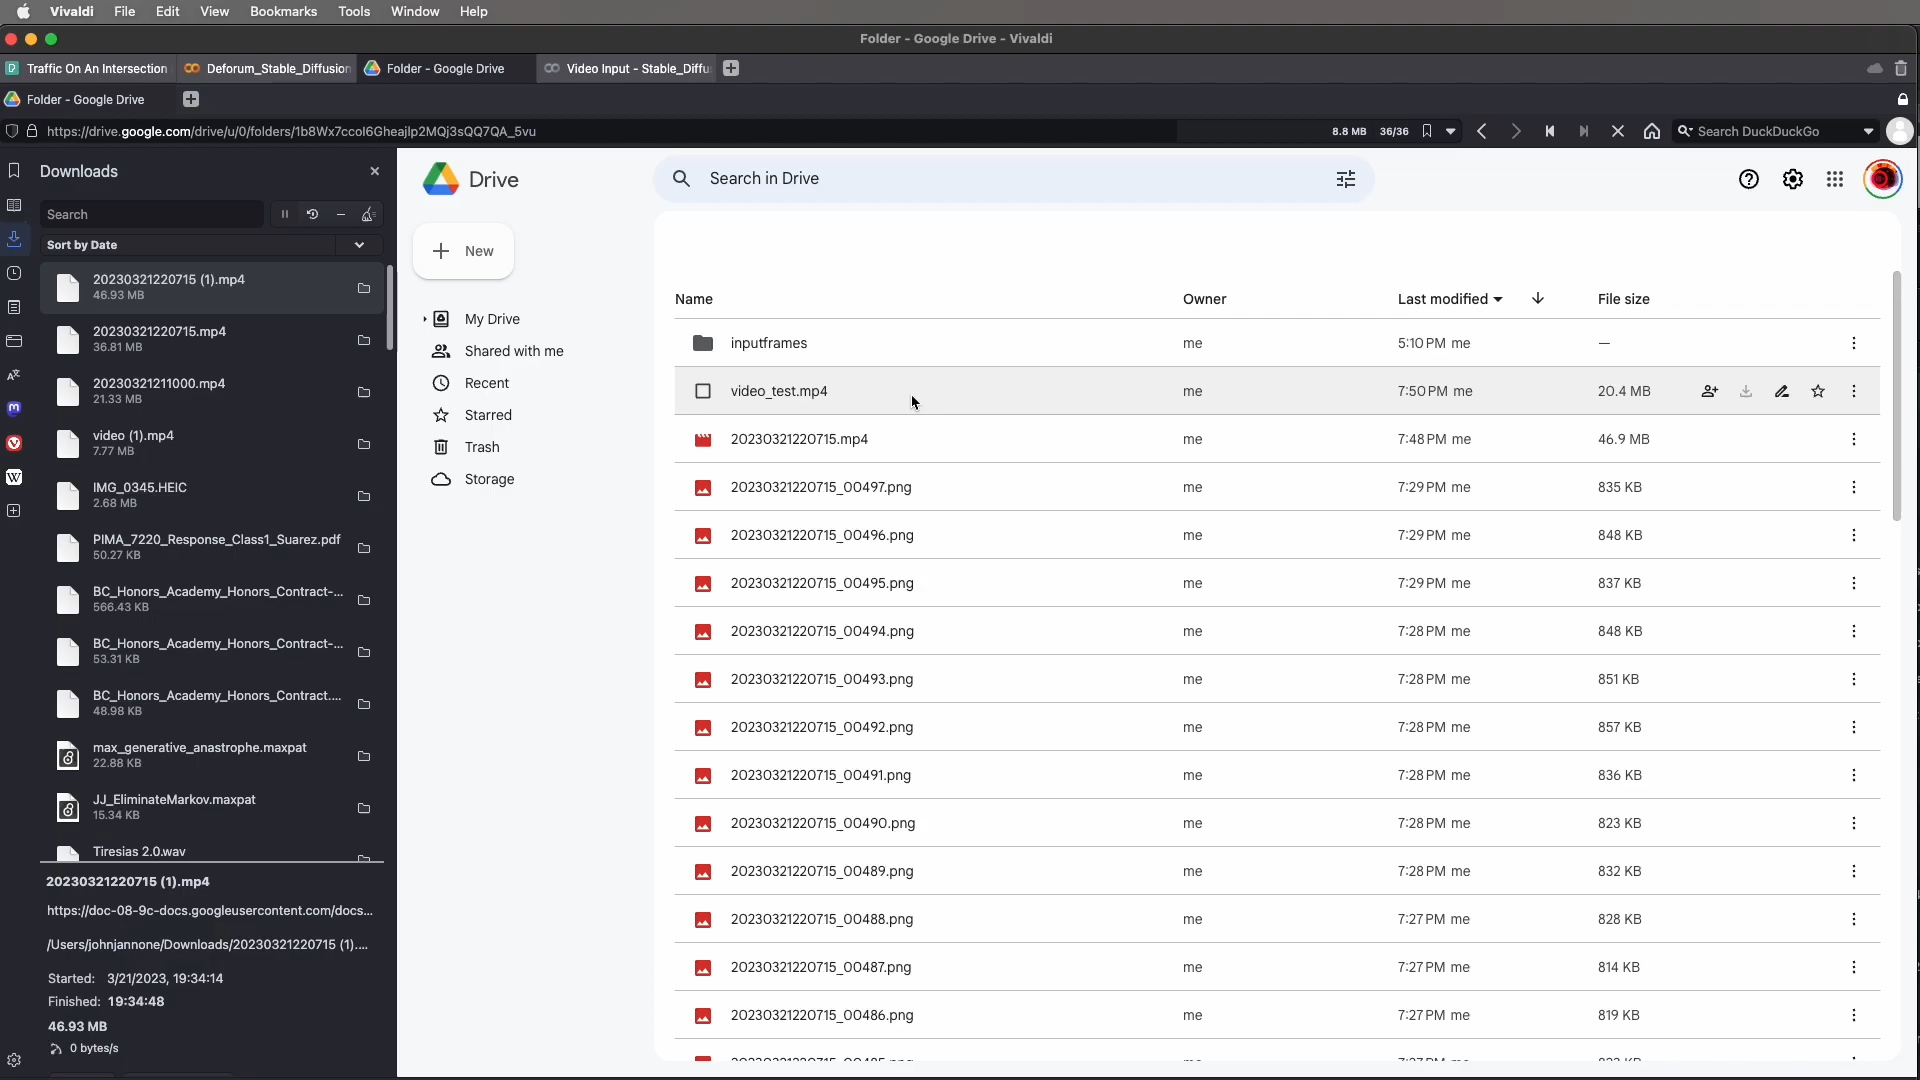 Vivaldi File Edit View Bookmarks Tools Window Help
Folder - Google Drive - Vivaldi
Traffic On An Intersection Deforum_Stable_Diffusion Folder - Google Drive Video Input - Stable_Diffu
Folder - Google Drive
https://drive.google.com/drive/u/0/folders/1b8Wx7ccol6Gheajlp2MQj3sQQ7QA_5vu 8.8 MB 36/36 Search DuckDuckGo
Downloads
Search
Sort by Date
20230321220715 (1).mp4
46.93 MB
20230321220715.mp4
36.81 MB
20230321211000.mp4
21.33 MB
video (1).mp4
7.77 MB
IMG_0345.HEIC
2.68 MB
PIMA_7220_Response_Class1_Suarez.pdf
50.27 KB
BC_Honors_Academy_Honors_Contract-...
566.43 KB
BC_Honors_Academy_Honors_Contract-...
53.31 KB
BC_Honors_Academy_Honors_Contract....
48.98 KB
max_generative_anastrophe.maxpat
22.88 KB
JJ_EliminateMarkov.maxpat
15.34 KB
Tiresias 2.0.wav
20230321220715 (1).mp4
https://doc-08-9c-docs.googleusercontent.com/docs...
/Users/johnjannone/Downloads/20230321220715 (1)....
Started: 3/21/2023, 19:34:14
Finished: 19:34:48
46.93 MB
0 bytes/s
Drive
Search in Drive
New
My Drive
Shared with me
Recent
Starred
Trash
Storage
Name Owner Last modified File size
inputframes me 5:10 PM me —
video_test.mp4 me 7:50 PM me 20.4 MB
20230321220715.mp4 me 7:48 PM me 46.9 MB
20230321220715_00497.png me 7:29 PM me 835 KB
20230321220715_00496.png me 7:29 PM me 848 KB
20230321220715_00495.png me 7:29 PM me 837 KB
20230321220715_00494.png me 7:28 PM me 848 KB
20230321220715_00493.png me 7:28 PM me 851 KB
20230321220715_00492.png me 7:28 PM me 857 KB
20230321220715_00491.png me 7:28 PM me 836 KB
20230321220715_00490.png me 7:28 PM me 823 KB
20230321220715_00489.png me 7:28 PM me 832 KB
20230321220715_00488.png me 7:27 PM me 828 KB
20230321220715_00487.png me 7:27 PM me 814 KB
20230321220715_00486.png me 7:27 PM me 819 KB